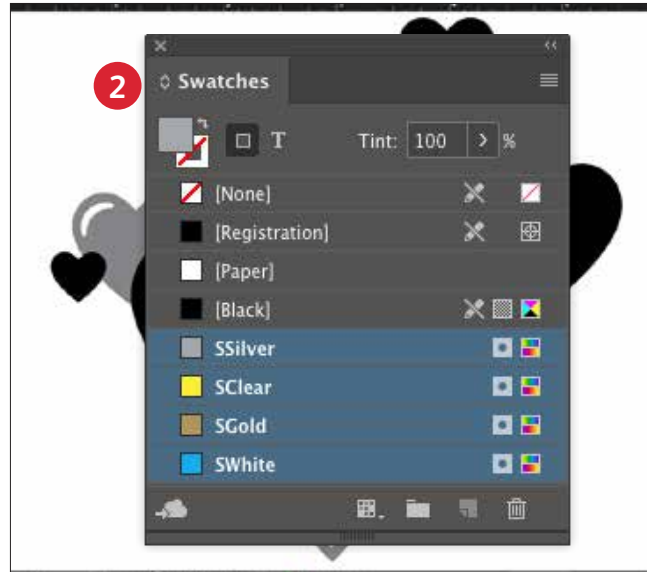 2
Swatches
T Tint: 100 %
[None]
[Registration]
[Paper]
[Black]
SSilver
SClear
SGold
SWhite